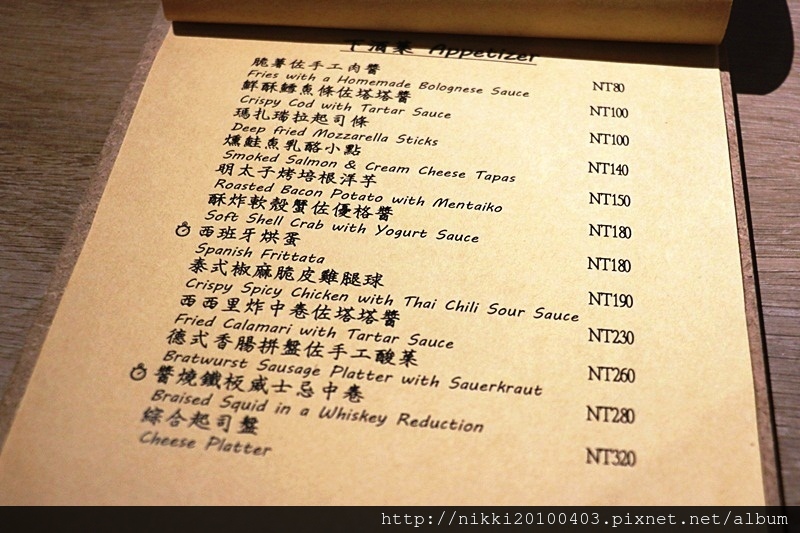 下酒菜 Appetizer
脆薯佐手工肉醬
Fries with a Homemade Bolognese Sauce NT80
鮮酥鱈魚條佐塔塔醬
Crispy Cod with Tartar Sauce NT100
瑪扎瑞拉起司條
Deep fried Mozzarella Sticks NT100
燻鮭魚乳酪小點
Smoked Salmon & Cream Cheese Tapas NT140
明太子烤培根洋芋
Roasted Bacon Potato with Mentaiko NT150
酥炸軟殼蟹佐優格醬
Soft Shell Crab with Yogurt Sauce NT180
西班牙烘蛋
Spanish Frittata NT180
泰式椒麻脆皮雞腿球
Crispy Spicy Chicken with Thai Chili Sour Sauce NT190
西西里炸中卷佐塔塔醬
Fried Calamari with Tartar Sauce NT230
德式香腸拼盤佐手工酸菜
Bratwurst Sausage Platter with Sauerkraut NT260
醬燒鐵板威士忌中卷
Braised Squid in a Whiskey Reduction NT280
綜合起司盤
Cheese Platter NT320
http://nikki20100403.pixnet.net/album